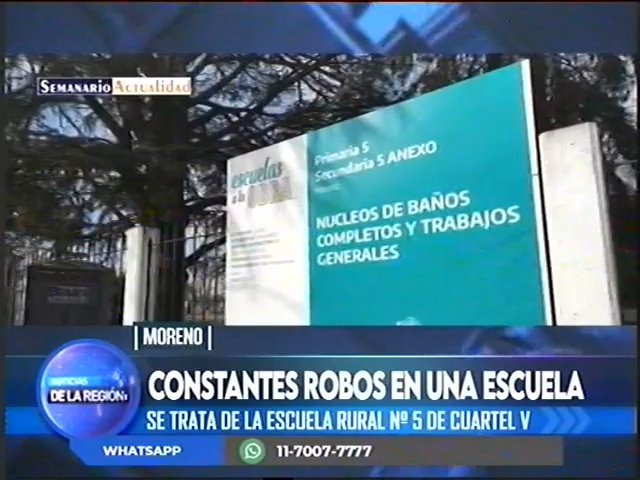 SEMANARIO ACTUALIDAD
escuelas
a la OBRA
Primaria 5
Secundaria 5 ANEXO
NUCLEOS DE BAÑOS
COMPLETOS Y TRABAJOS
GENERALES
| MORENO |
NOTICIAS
DE LA REGIÓN
CONSTANTES ROBOS EN UNA ESCUELA
SE TRATA DE LA ESCUELA RURAL Nº 5 DE CUARTEL V
WHATSAPP 11-7007-7777